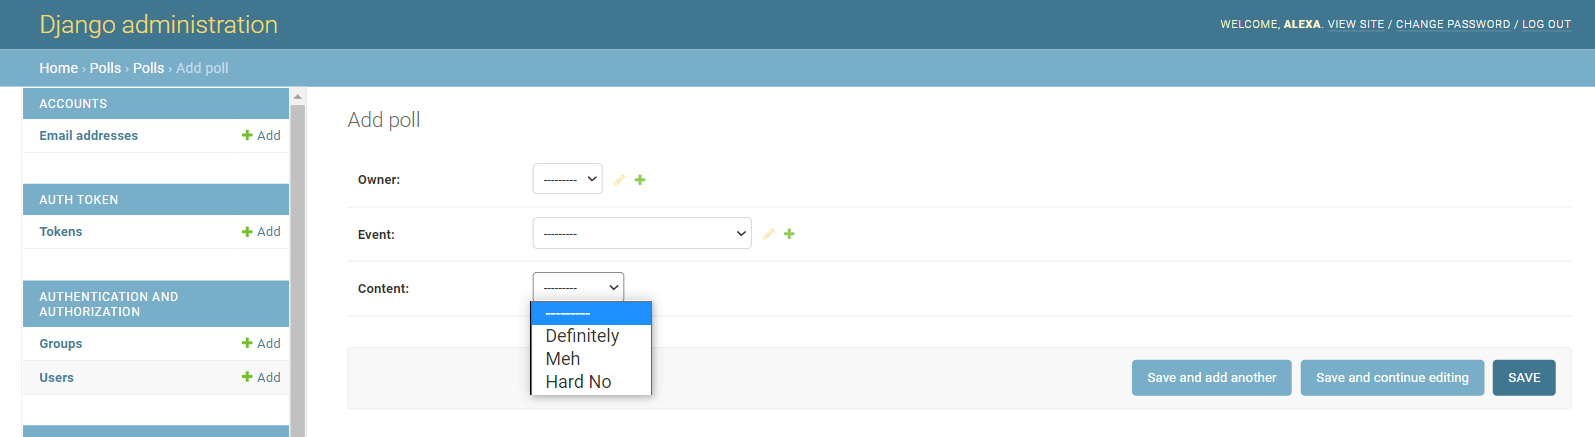 Django administration
WELCOME, ALEXA. VIEW SITE / CHANGE PASSWORD / LOG OUT
Home › Polls › Polls › Add poll
ACCOUNTS
Email addresses
Add
AUTH TOKEN
Tokens
Add
AUTHENTICATION AND
AUTHORIZATION
Groups
Add
Users
Add
Add poll
Owner:
---------
Event:
---------
Content:
---------
---------
Definitely
Meh
Hard No
Save and add another
Save and continue editing
SAVE